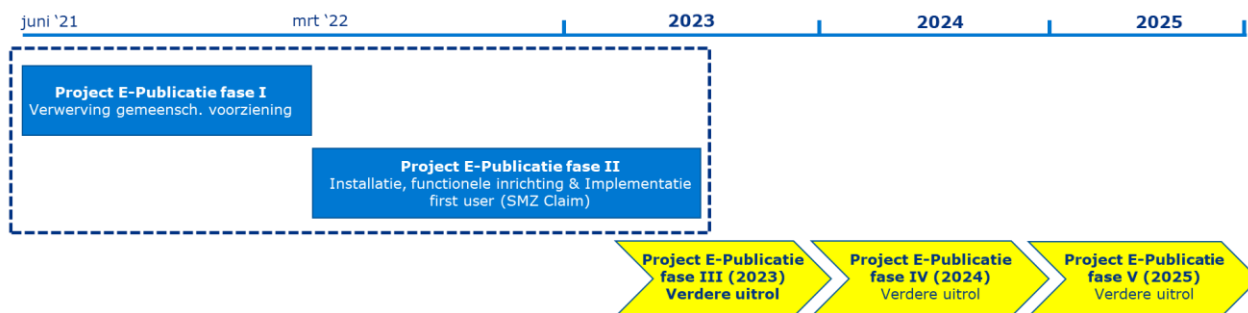 juni ‘21
mrt ‘22
2023
2024
2025
Project E-Publicatie fase I
Verwerving gemeensch. voorziening
Project E-Publicatie fase II
Installatie, functionele inrichting & Implementatie
first user (SMZ Claim)
Project E-Publicatie
fase III (2023)
Verdere uitrol
Project E-Publicatie
fase IV (2024)
Verdere uitrol
Project E-Publicatie
fase V (2025)
Verdere uitrol